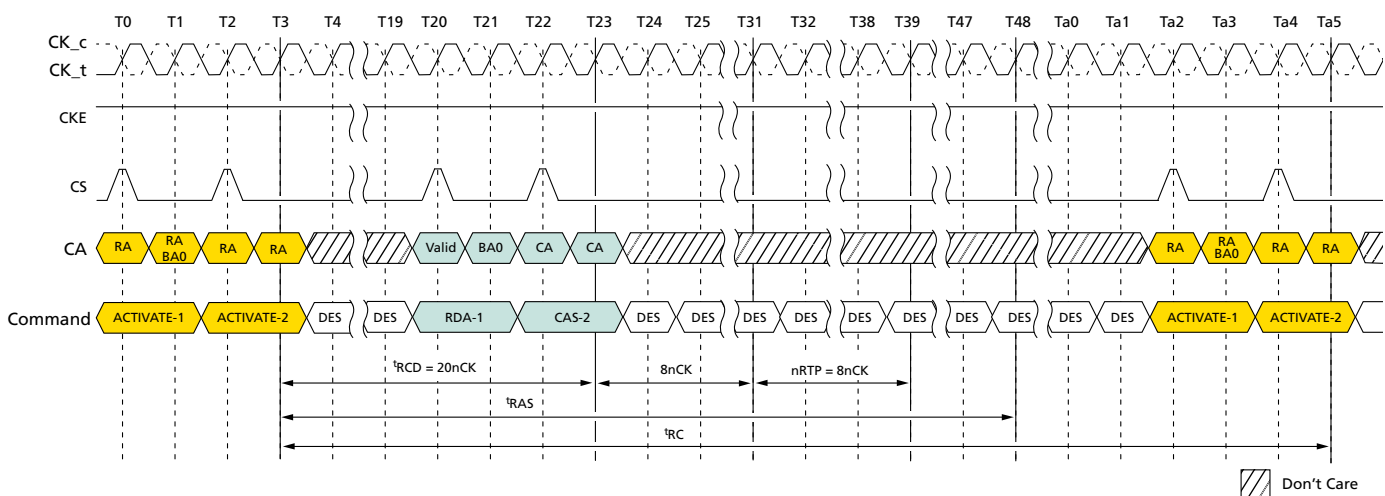 T0 T1 T2 T3 T4 T19 T20 T21 T22 T23 T24 T25 T31 T32 T38 T39 T47 T48 Ta0 Ta1 Ta2 Ta3 Ta4 Ta5
CK_c
CK_t
CKE
CS
CA RA RA BA0 RA RA Valid BA0 CA CA RA RA BA0 RA RA
Command ACTIVATE-1 ACTIVATE-2 DES DES RDA-1 CAS-2 DES DES DES DES DES DES DES DES DES DES ACTIVATE-1 ACTIVATE-2
tRCD = 20nCK 8nCK nRTP = 8nCK
tRAS
tRC
Don't Care